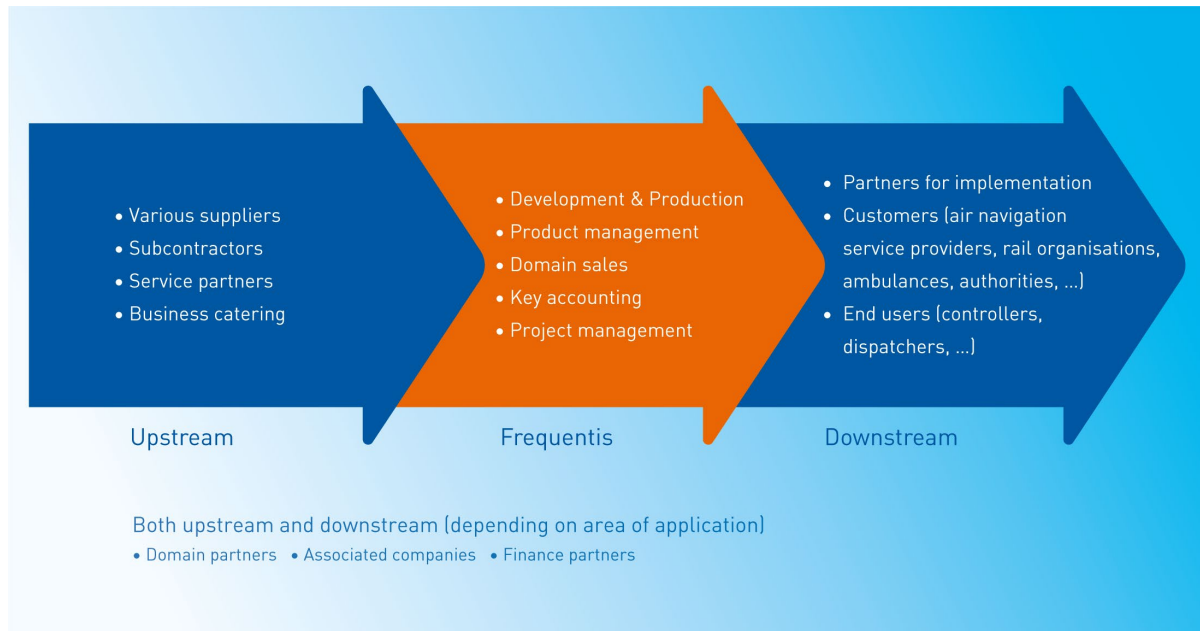 • Various suppliers
• Subcontractors
• Service partners
• Business catering
Upstream
• Development & Production
• Product management
• Domain sales
• Key accounting
• Project management
Frequentis
• Partners for implementation
• Customers (air navigation
service providers, rail organisations,
ambulances, authorities, ...)
• End users (controllers,
dispatchers, ...)
Downstream
Both upstream and downstream (depending on area of application)
• Domain partners • Associated companies • Finance partners